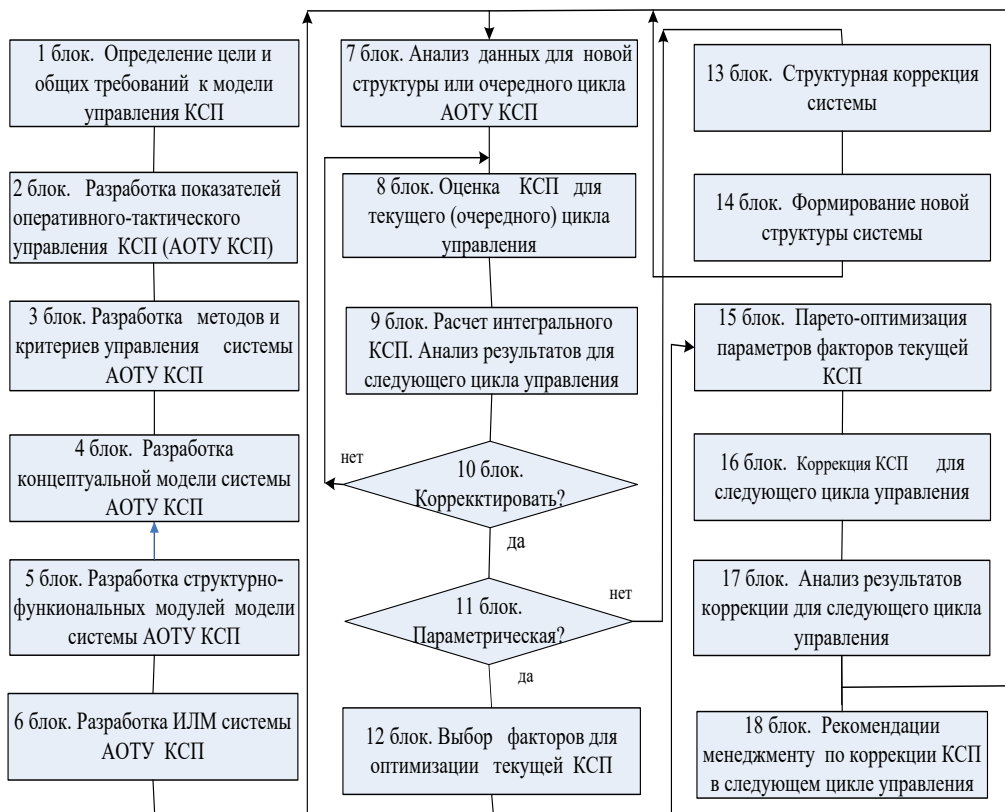 1 блок. Определение цели и
общих требований к модели
управления КСП
2 блок. Разработка показателей
оперативного-тактического
управления КСП (АОТУ КСП)
3 блок. Разработка методов и
критериев управления системы
АОТУ КСП
4 блок. Разработка
концептуальной модели системы
АОТУ КСП
5 блок. Разработка структурно-
функиональных модулей модели
системы АОТУ КСП
6 блок. Разработка ИЛМ системы
АОТУ КСП
7 блок. Анализ данных для новой
структуры или очередного цикла
АОТУ КСП
8 блок. Оценка КСП для
текущего (очередного) цикла
управления
9 блок. Расчет интегрального
КСП. Анализ результатов для
следующего цикла управления
нет
10 блок.
Коррекктировать?
да
11 блок.
Параметрическая?
нет
да
12 блок. Выбор факторов для
оптимизации текущей КСП
13 блок. Структурная коррекция
системы
14 блок. Формирование новой
структуры системы
15 блок. Парето-оптимизация
параметров факторов текущей
КСП
16 блок. Коррекция КСП для
следующего цикла управления
17 блок. Анализ результатов
коррекции для следующего цикла
управления
18 блок. Рекомендации
менеджменту по коррекции КСП
в следующем цикле управления